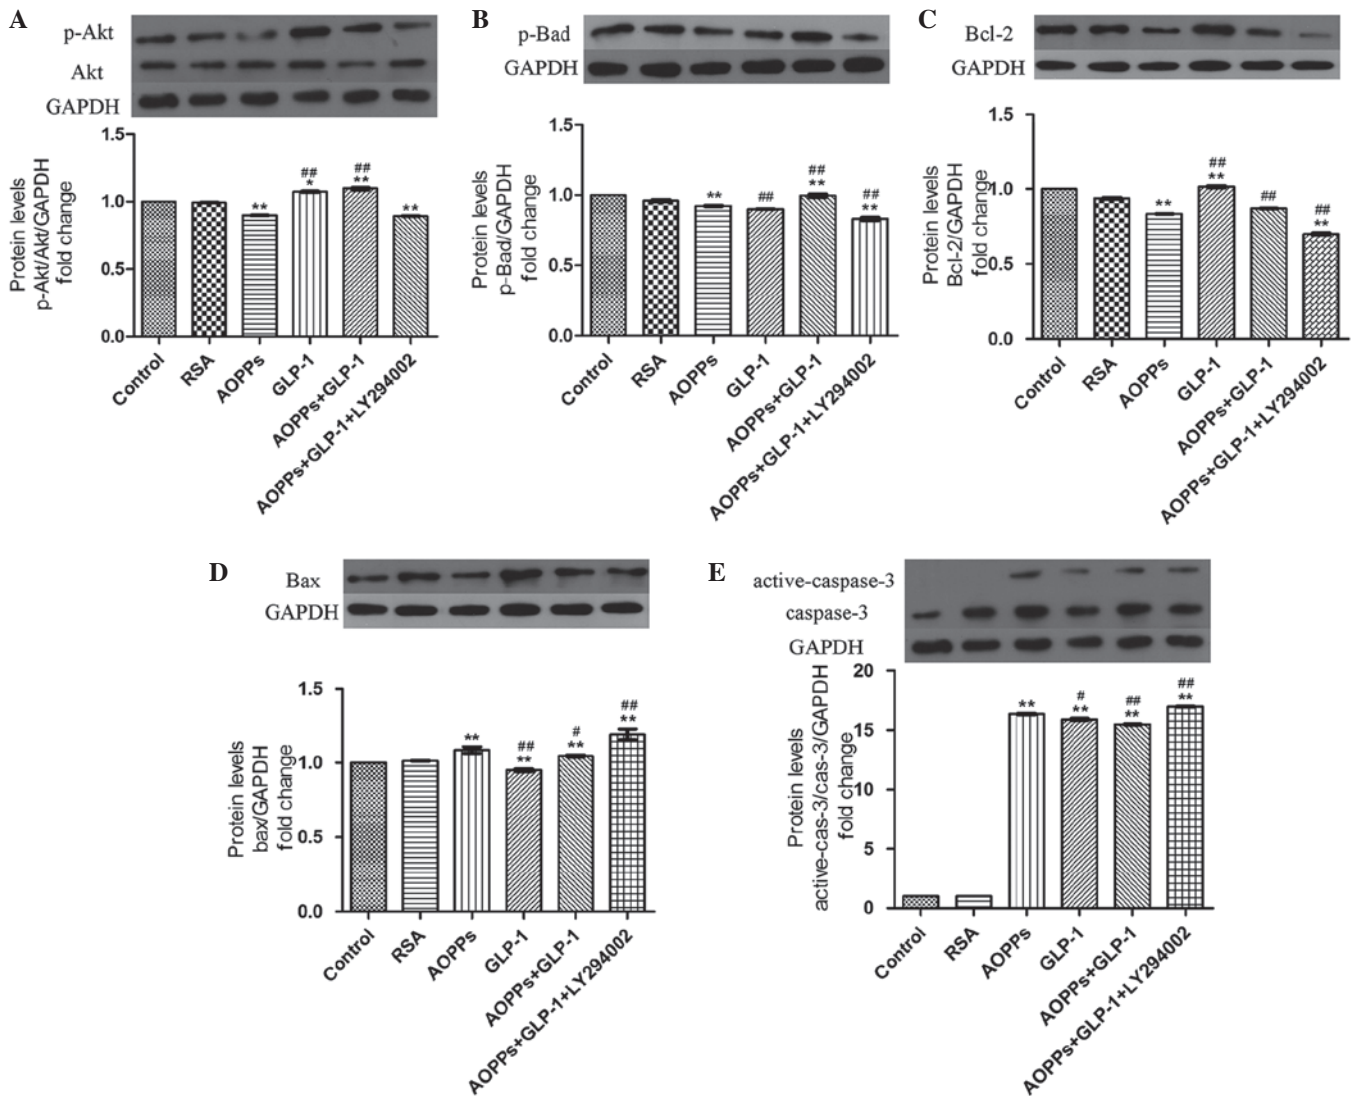 A
p-Akt
Akt
GAPDH
Protein levels
p-Akt/Akt/GAPDH
fold change
1.5
1.0
0.5
0.0
**
##
*
##
**
**
Control
RSA
AOPPs
GLP-1
AOPPs+GLP-1
AOPPs+GLP-1+LY294002
B
p-Bad
GAPDH
Protein levels
p-Bad/GAPDH
fold change
1.5
1.0
0.5
0.0
**
##
##
**
##
**
Control
RSA
AOPPs
GLP-1
AOPPs+GLP-1
AOPPs+GLP-1+LY294002
C
Bcl-2
GAPDH
Protein levels
Bcl-2/GAPDH
fold change
1.5
1.0
0.5
0.0
**
##
**
##
##
**
Control
RSA
AOPPs
GLP-1
AOPPs+GLP-1
AOPPs+GLP-1+LY294002
D
Bax
GAPDH
Protein levels
bax/GAPDH
fold change
1.5
1.0
0.5
0.0
**
##
**
#
**
##
**
Control
RSA
AOPPs
GLP-1
AOPPs+GLP-1
AOPPs+GLP-1+LY294002
E
active-caspase-3
caspase-3
GAPDH
Protein levels
active-cas-3/cas-3/GAPDH
fold change
20
15
10
5
0
**
#
**
##
**
##
**
Control
RSA
AOPPs
GLP-1
AOPPs+GLP-1
AOPPs+GLP-1+LY294002